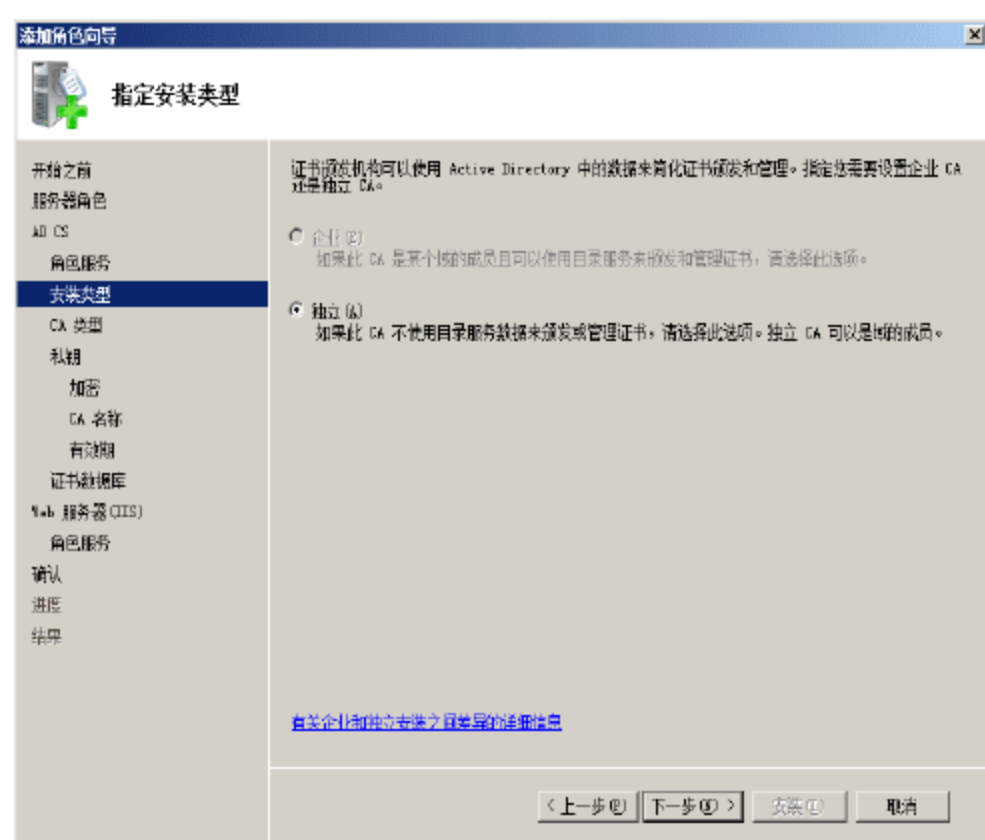 添加角色向导
指定安装类型
开始之前
服务器角色
AD CS
角色服务
安装类型
CA 类型
私钥
加密
CA 名称
有效期
证书数据库
Web 服务器(IIS)
角色服务
确认
进度
结果
证书颁发机构可以使用 Active Directory 中的数据来简化证书颁发和管理。指定您需要设置企业 CA
还是独立 CA。
企业(E)
如果此 CA 是某个域的成员且可以使用目录服务来颁发和管理证书，请选择此选项。
独立(A)
如果此 CA 不使用目录服务数据来颁发或管理证书，请选择此选项。独立 CA 可以是域的成员。
有关企业和独立安装之间差异的详细信息
< 上一步(P)
下一步(N) >
安装(I)
取消